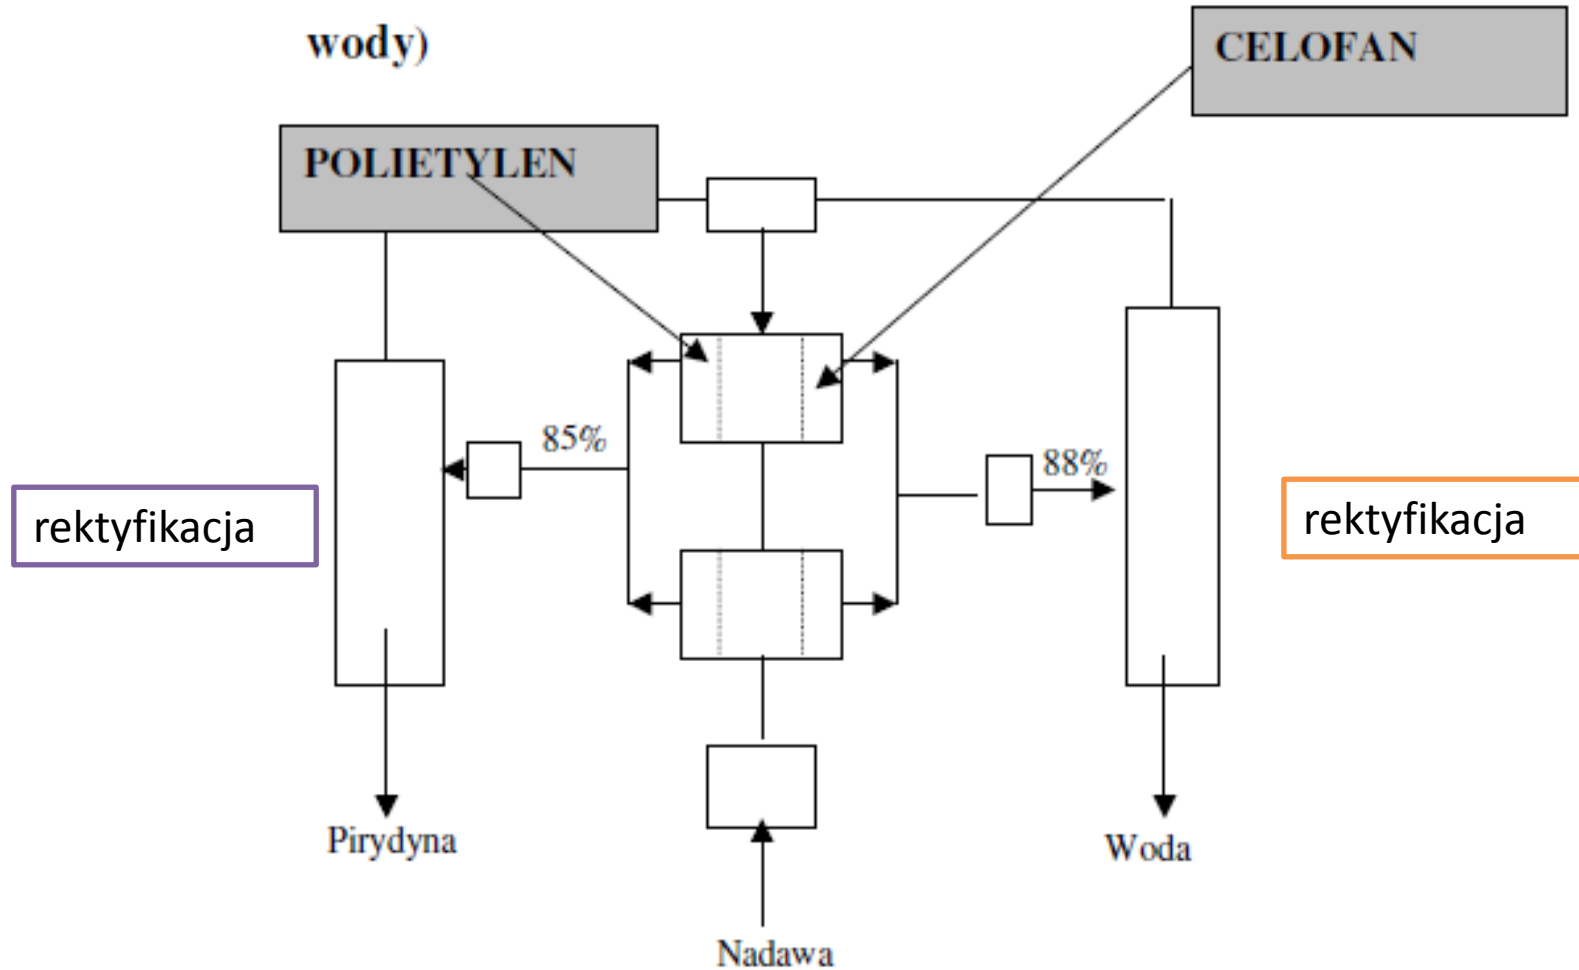 wody)
CELOFAN
POLIETYLEN
85%
88%
rektyfikacja
rektyfikacja
Pirydyna
Woda
Nadawa